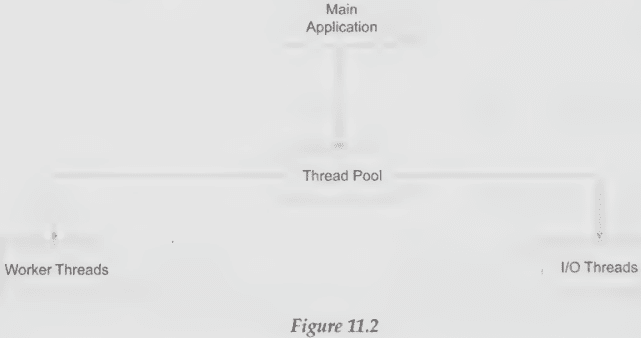 Main
Application
Thread Pool
Worker Threads
I/O Threads
Figure 11.2